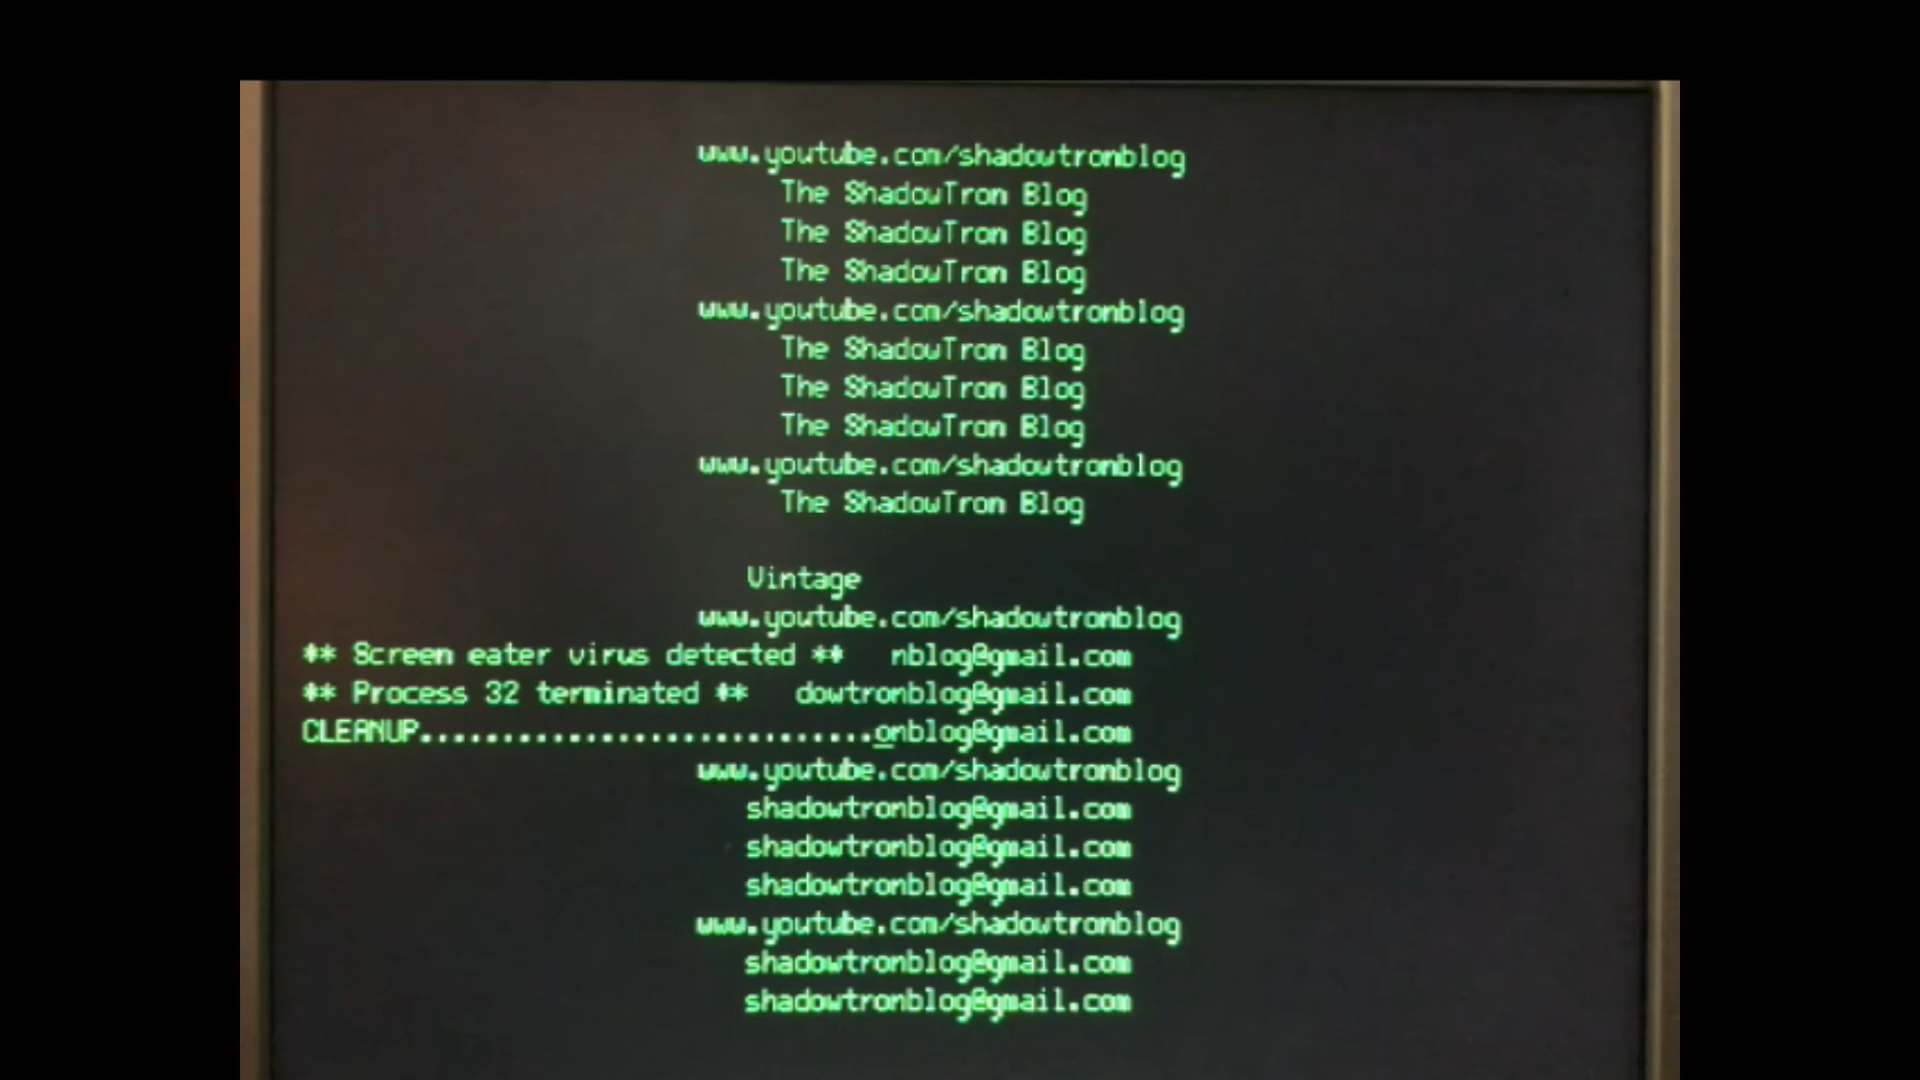 www.youtube.com/shadowtronblog
The ShadowTron Blog
The ShadowTron Blog
The ShadowTron Blog
www.youtube.com/shadowtronblog
The ShadowTron Blog
The ShadowTron Blog
The ShadowTron Blog
www.youtube.com/shadowtronblog
The ShadowTron Blog
Vintage
www.youtube.com/shadowtronblog
** Screen eater virus detected ** nblog@gmail.com
** Process 32 terminated ** dowtronblog@gmail.com
CLEANUP............................onblog@gmail.com
www.youtube.com/shadowtronblog
shadowtronblog@gmail.com
shadowtronblog@gmail.com
shadowtronblog@gmail.com
www.youtube.com/shadowtronblog
shadowtronblog@gmail.com
shadowtronblog@gmail.com